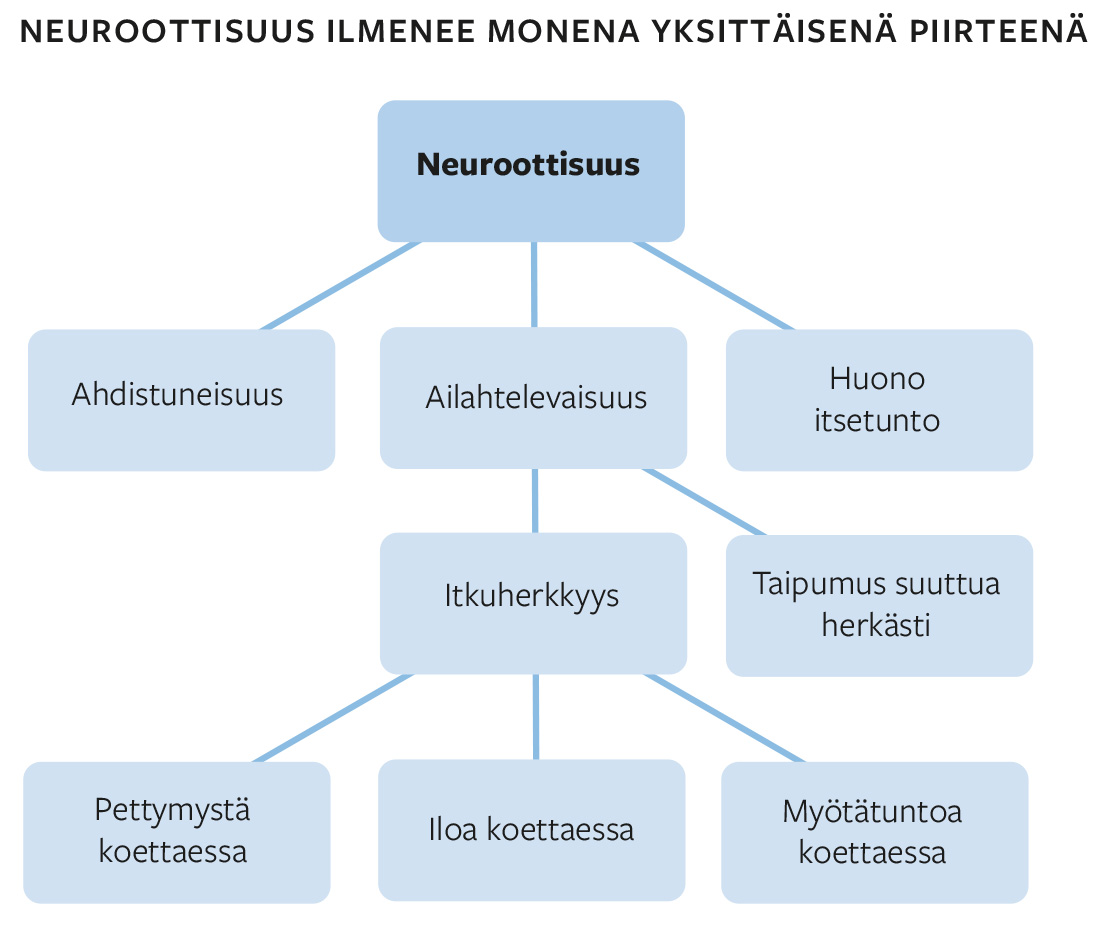 NEUROOTTISUUS ILMENEE MONENA YKSITTÄISENÄ PIIRTEENÄ
Neuroottisuus
Ahdistuneisuus
Ailahtelevaisuus
Huono
itsetunto
Itkuherkkyys
Taipumus suuttua
herkästi
Pettymystä
koettaessa
Iloa koettaessa
Myötätuntoa
koettaessa